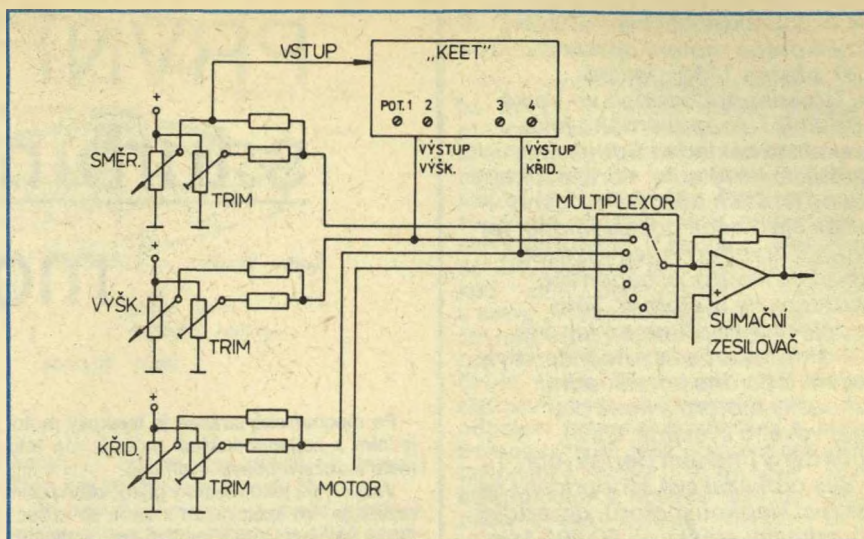 VSTUP
„KEET"
POT.1 2 3
VÝSTUP VÝŠK.
VÝSTUP KŘID.
+
SMĚR.
TRIM
MULTIPLEXOR
+
VÝŠK.
TRIM
−
+
SUMAČNÍ
ZESILOVAČ
+
KŘID.
TRIM
MOTOR